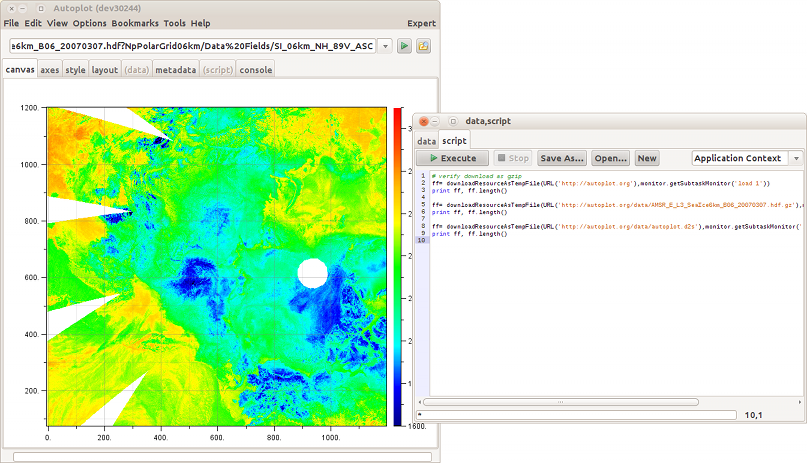 Autoplot (dev30244)
File Edit View Options Bookmarks Tools Help Expert
e6km_B06_20070307.hdf?NpPolarGrid06km/Data%20Fields/SI_06km_NH_89V_ASC
canvas axes style layout (data) metadata (script) console
1200.
1000.
800.
600.
400.
200.
0. 200. 400. 600. 800. 1000.
3
2
2
2
2
1
1600.
data,script
data script
Execute Stop Save As... Open... New Application Context
1 # verify download as gzip
2 ff= downloadResourceAsTempFile(URL('http://autoplot.org'),monitor.getSubtaskMonitor('load 1'))
3 print ff, ff.length()
4
5 ff= downloadResourceAsTempFile(URL('http://autoplot.org/data/AMSR_E_L3_SeaIce6km_B06_20070307.hdf.gz'),m
6 print ff, ff.length()
7
8 ff= downloadResourceAsTempFile(URL('http://autoplot.org/data/autoplot.d2s'),monitor.getSubtaskMonitor('
9 print ff, ff.length()
10
* 10,1